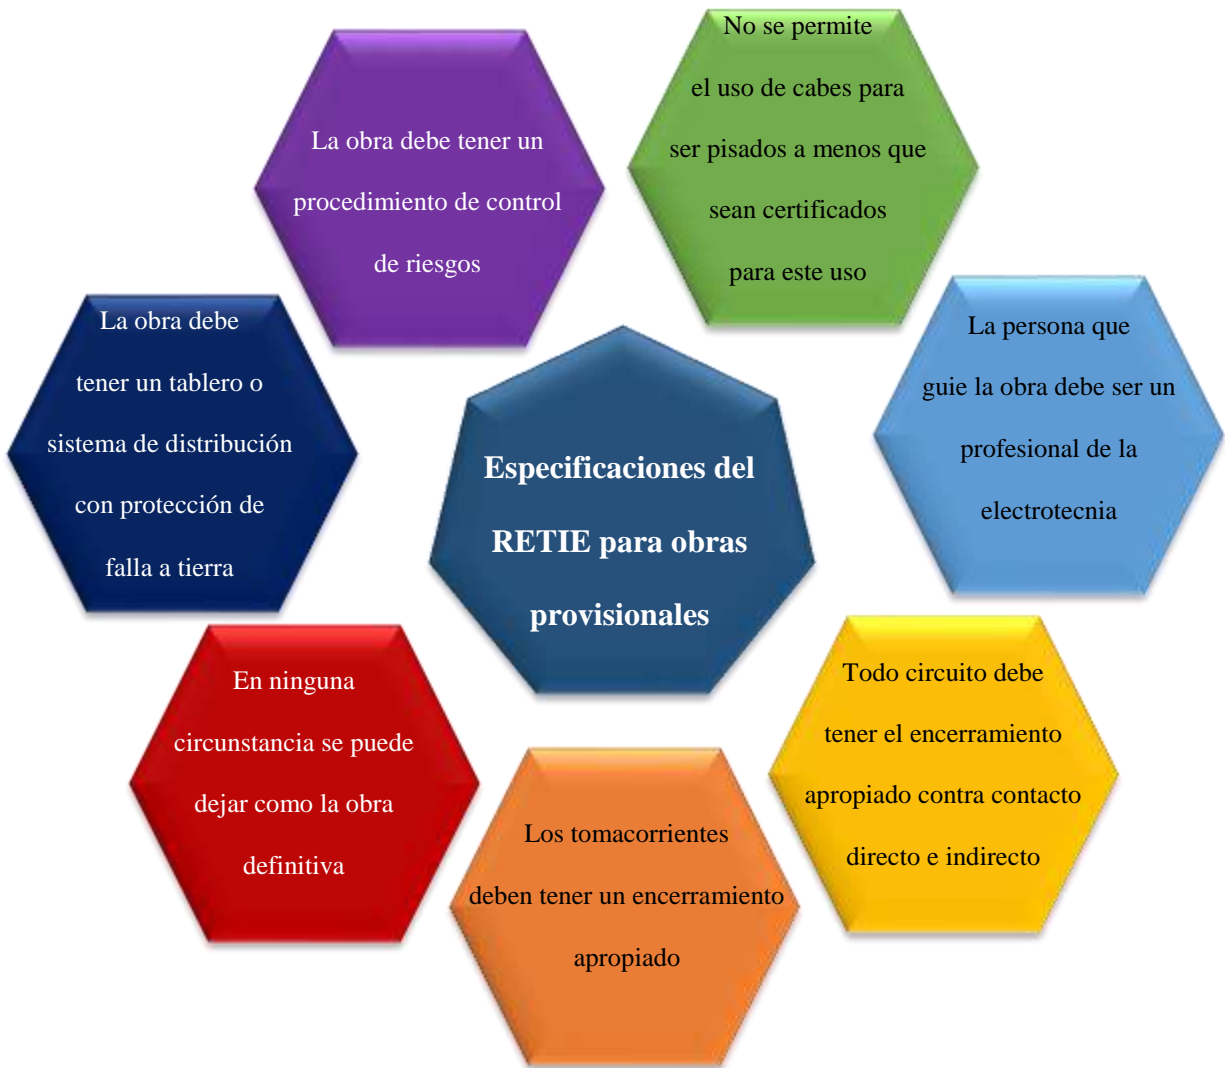 No se permite
el uso de cabes para
ser pisados a menos que
sean certificados
para este uso
La obra debe tener un
procedimiento de control
de riesgos
La persona que
guie la obra debe ser un
profesional de la
electrotecnia
La obra debe
tener un tablero o
sistema de distribución
con protección de
falla a tierra
Especificaciones del
RETIE para obras
provisionales
Todo circuito debe
tener el encerramiento
apropiado contra contacto
directo e indirecto
En ninguna
circunstancia se puede
dejar como la obra
definitiva
Los tomacorrientes
deben tener un encerramiento
apropiado